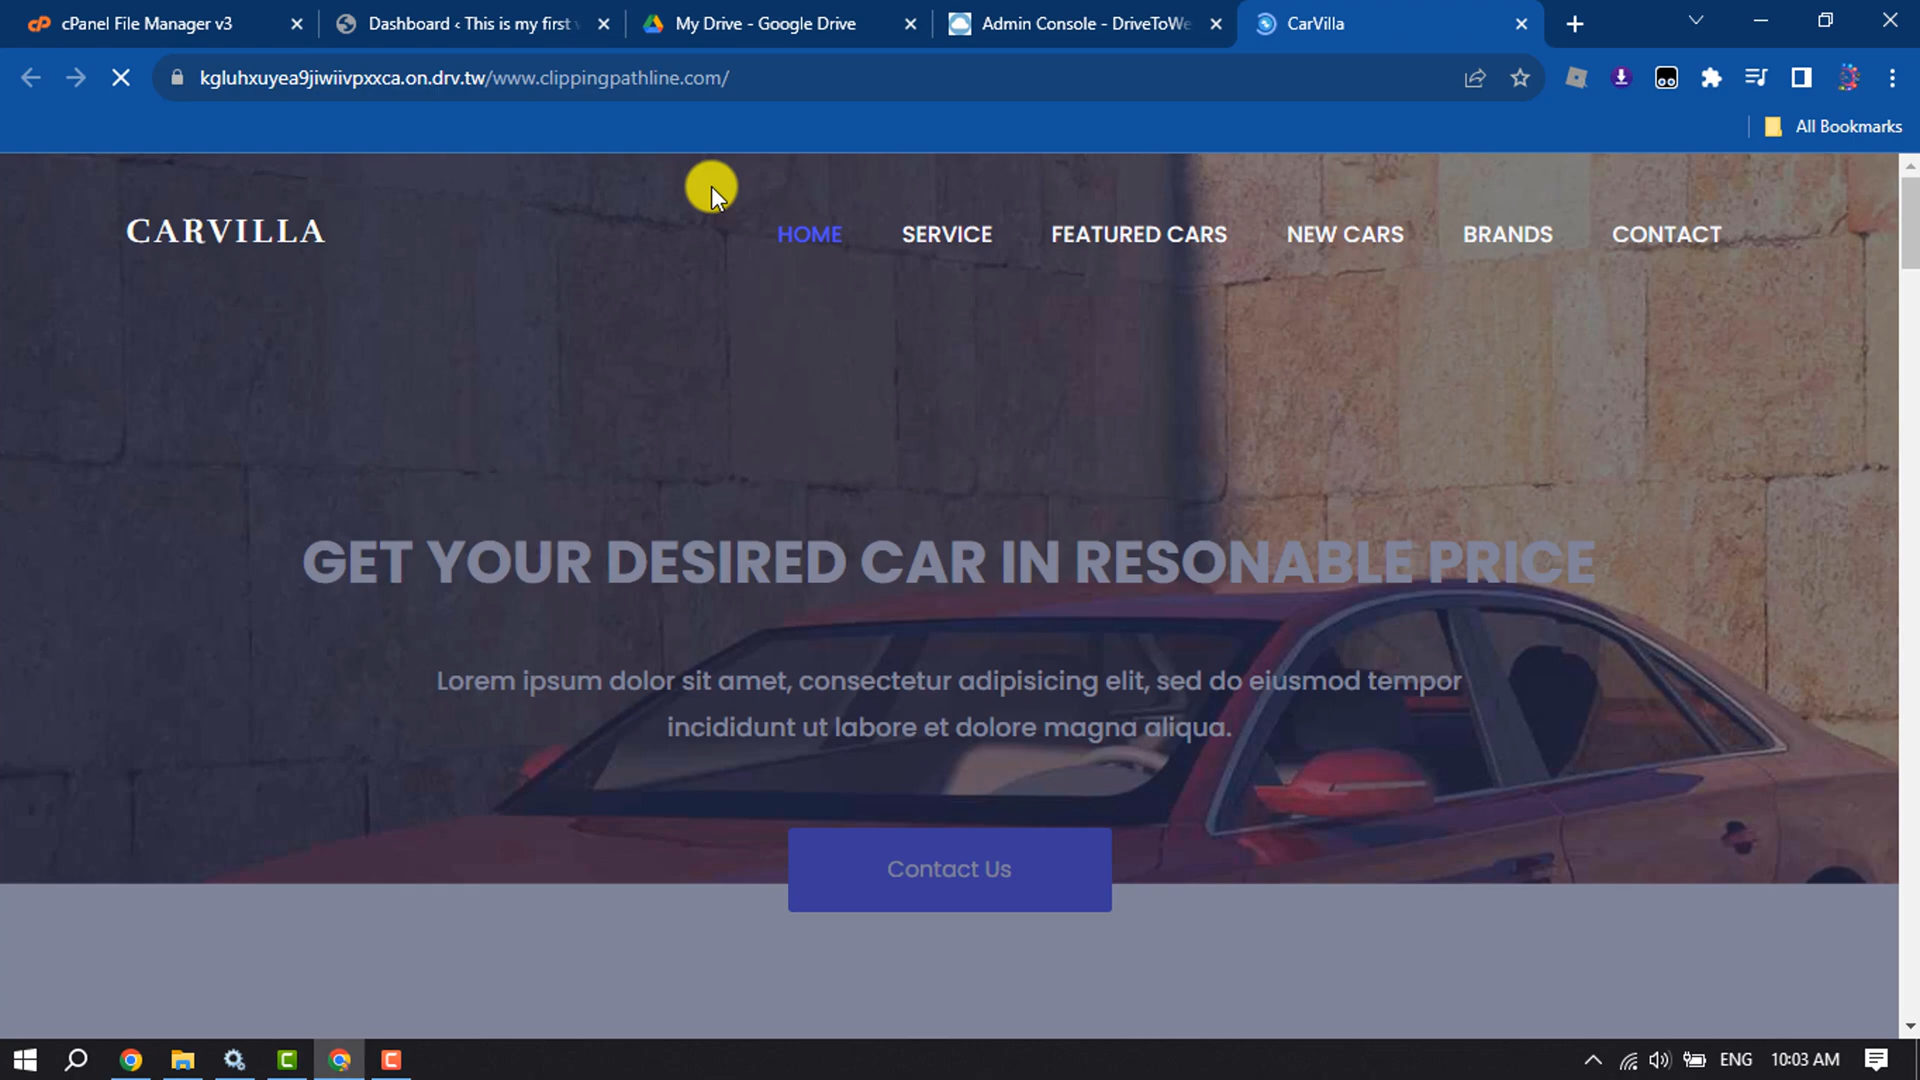 cPanel File Manager v3
Dashboard ‹ This is my first
My Drive - Google Drive
Admin Console - DriveToWe
CarVilla
kgluhxuyea9jiwiivpxxca.on.drv.tw/www.clippingpathline.com/
All Bookmarks
CARVILLA
HOME
SERVICE
FEATURED CARS
NEW CARS
BRANDS
CONTACT
GET YOUR DESIRED CAR IN RESONABLE PRICE
Lorem ipsum dolor sit amet, consectetur adipisicing elit, sed do eiusmod tempor
incididunt ut labore et dolore magna aliqua.
Contact Us
ENG
10:03 AM